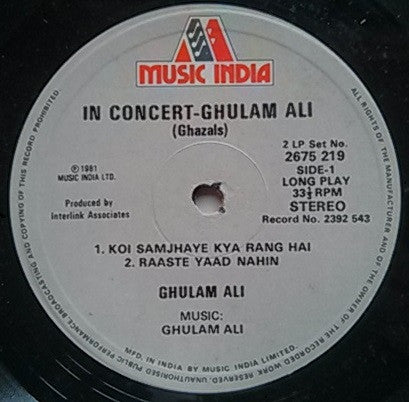 MUSIC INDIA
IN CONCERT-GHULAM ALI
(Ghazals)
℗ 1981
MUSIC INDIA LTD.
Produced by
Interlink Associates
2 LP Set No.
2675 219
SIDE-1
LONG PLAY
33⅓ RPM
STEREO
Record No. 2392 543
1. KOI SAMJHAYE KYA RANG HAI
2. RAASTE YAAD NAHIN
GHULAM ALI
MUSIC:
GHULAM ALI
MFD. IN INDIA BY MUSIC INDIA LIMITED.
ALL RIGHTS OF THE MANUFACTURER AND OF THE OWNER OF THE RECORDED WORK RESERVED. UNAUTHORISED PUBLIC PERFORMANCE, BROADCASTING AND COPYING OF THIS RECORD PROHIBITED.